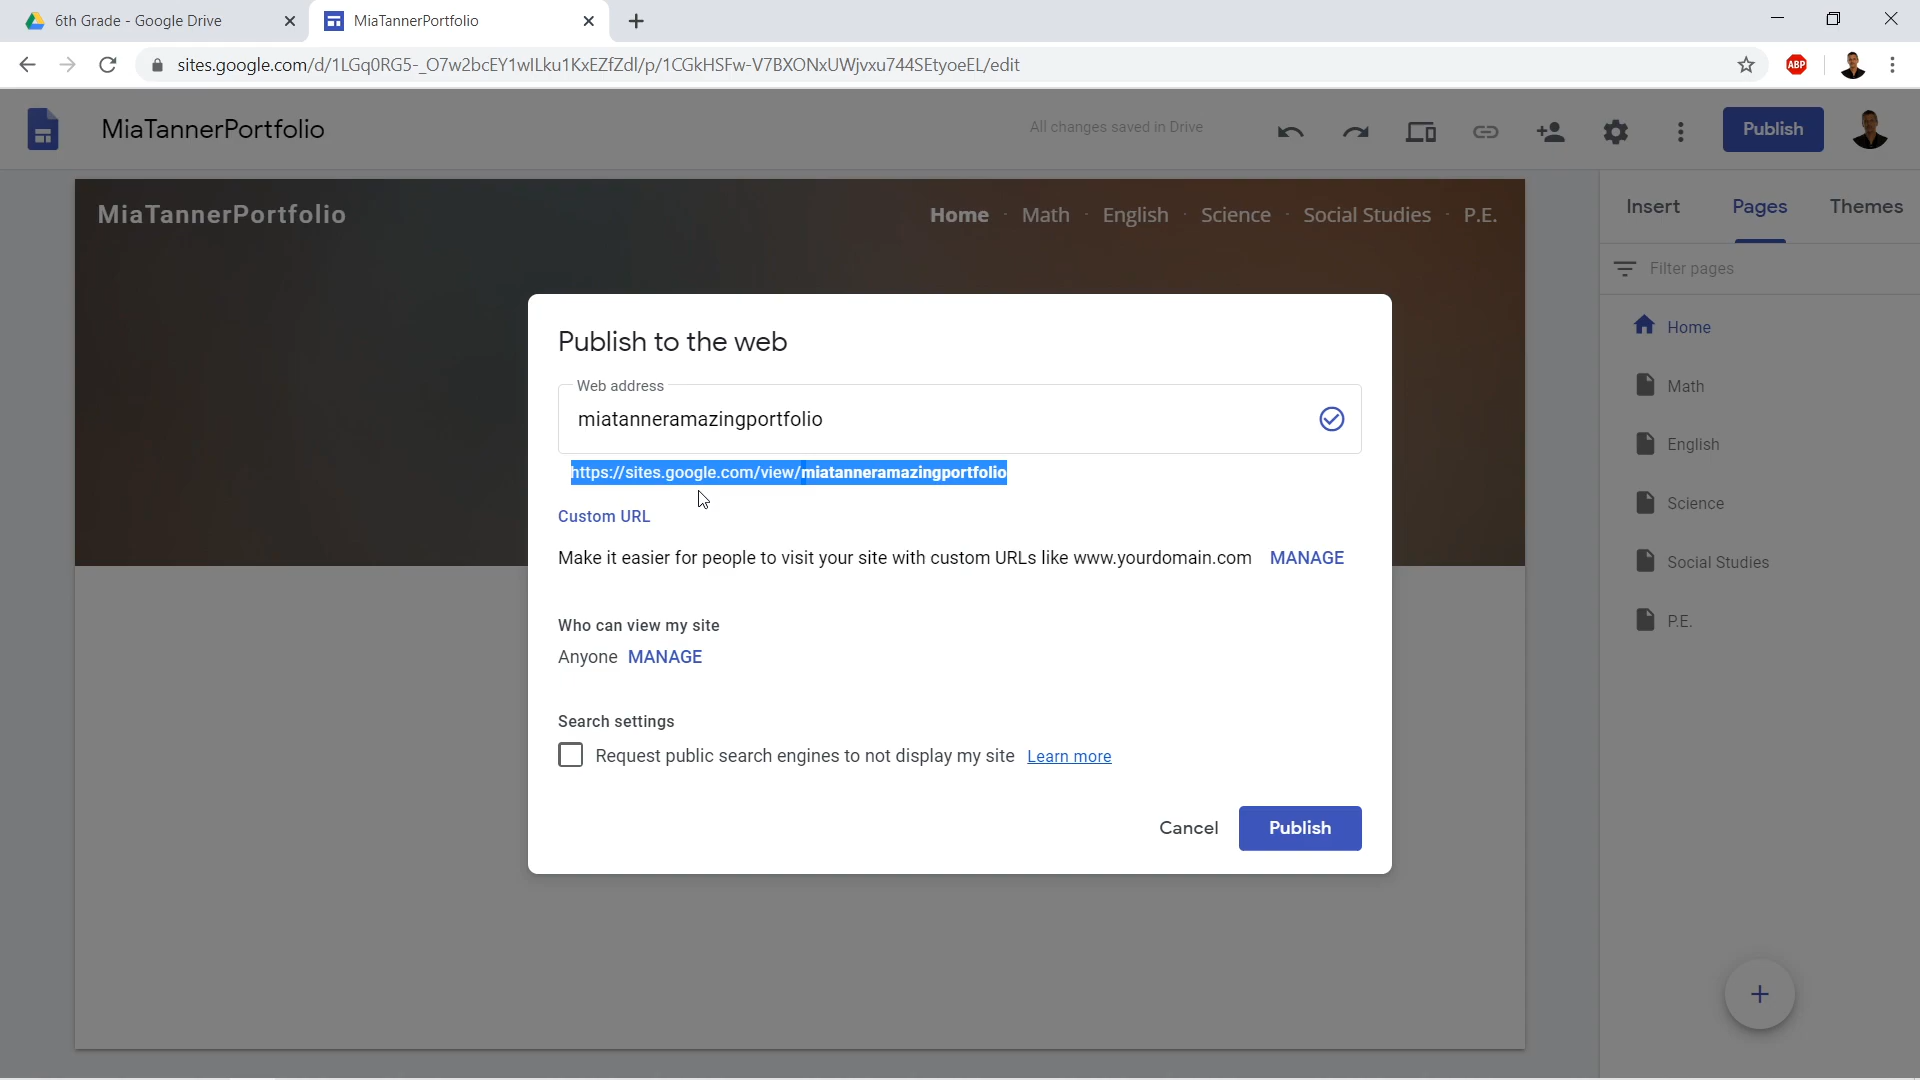 6th Grade - Google Drive
MiaTannerPortfolio
sites.google.com/d/1LGq0RG5-_O7w2bcEY1wILku1KxEZfZdl/p/1CGkHSFw-V7BXONxUWjvxu744SEtyoeEL/edit
ABP
MiaTannerPortfolio
All changes saved in Drive
Publish
MiaTannerPortfolio
Home · Math · English · Science · Social Studies · P.E.
Insert
Pages
Themes
Filter pages
Home
Math
English
Science
Social Studies
P.E.
Publish to the web
Web address
miatanneramazingportfolio
https://sites.google.com/view/miatanneramazingportfolio
Custom URL
Make it easier for people to visit your site with custom URLs like www.yourdomain.com MANAGE
Who can view my site
Anyone MANAGE
Search settings
Request public search engines to not display my site Learn more
Cancel
Publish